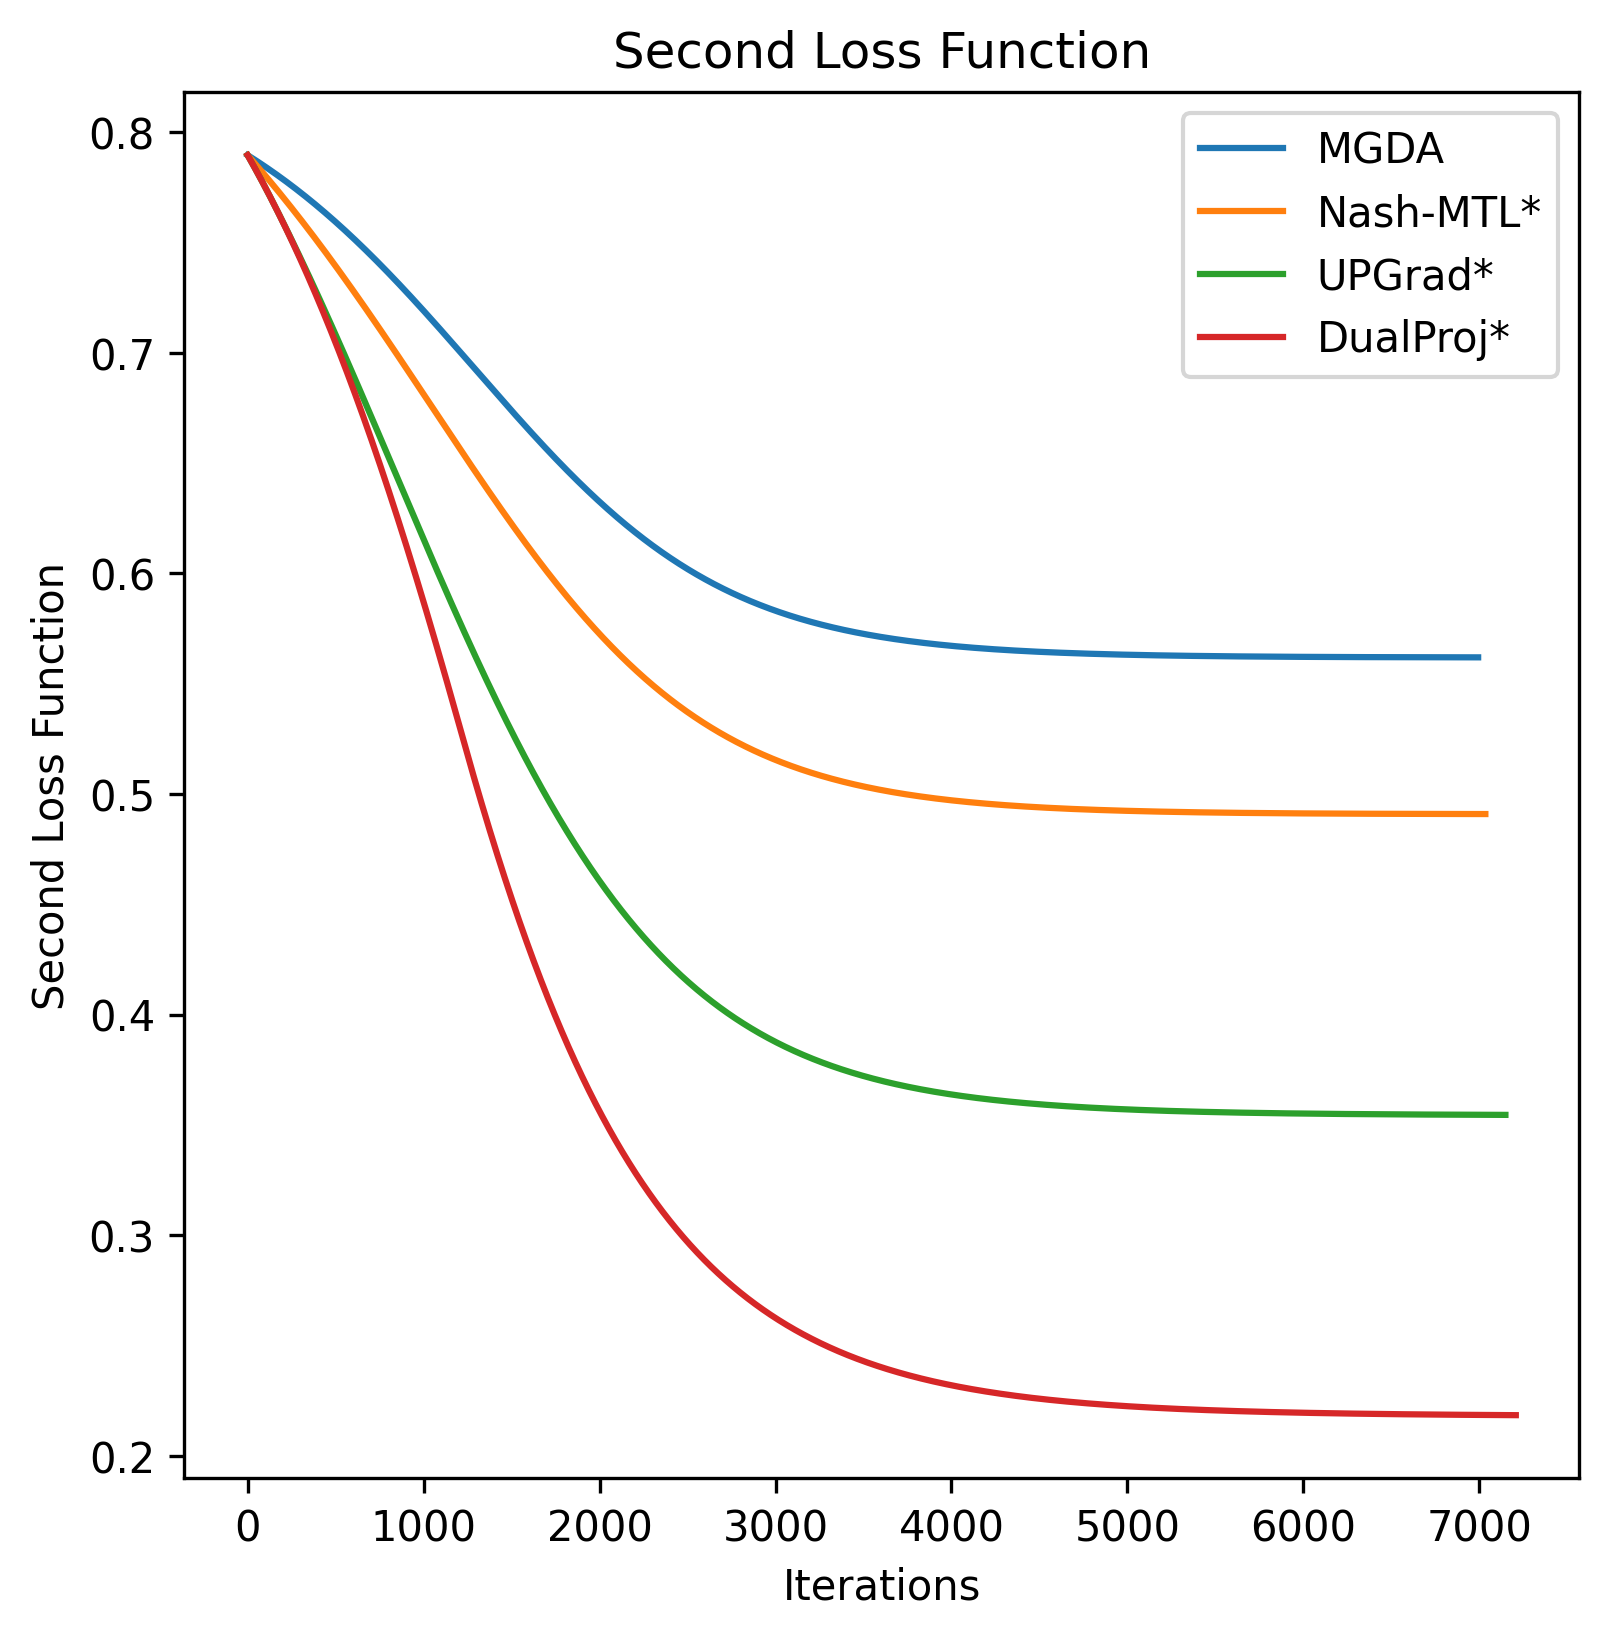 Second Loss Function
MGDA
Nash-MTL*
UPGrad*
DualProj*
Second Loss Function
0.8
0.7
0.6
0.5
0.4
0.3
0.2
0 1000 2000 3000 4000 5000 6000 7000
Iterations